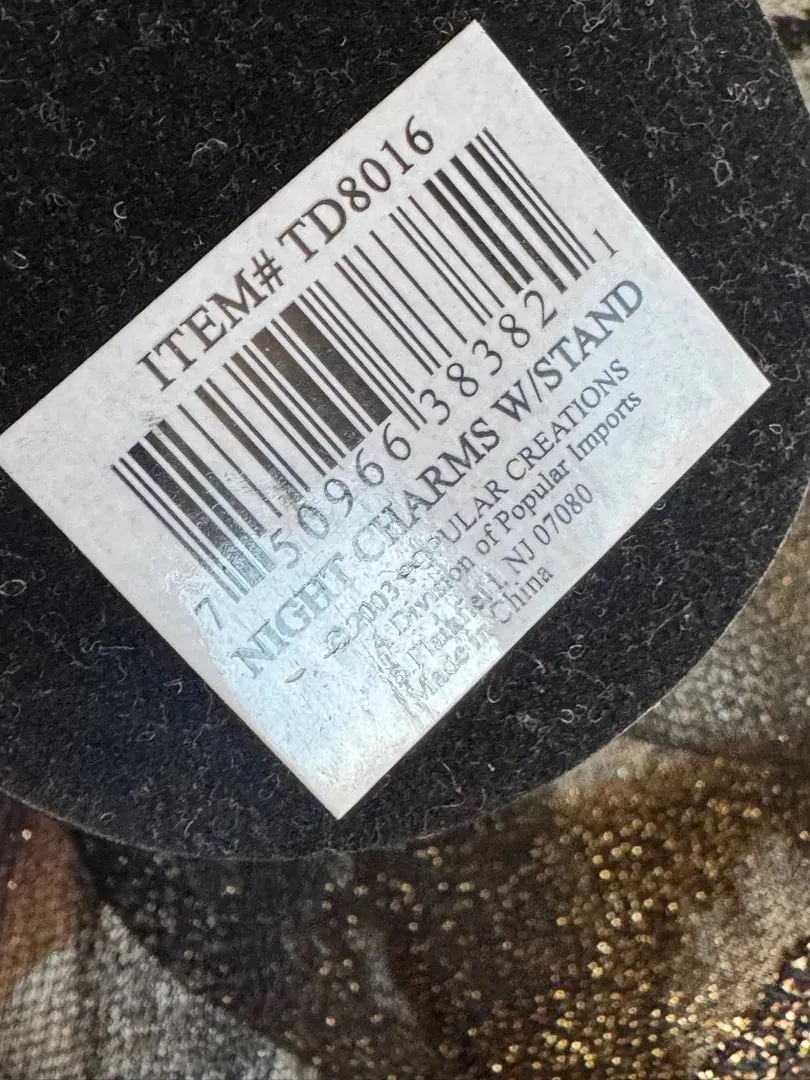 ITEM# TD8016
7 50966 38382 1
NIGHT CHARMS W/STAND
©2003 POPULAR CREATIONS
A Division of Popular Imports
NJ 07080
Made in China